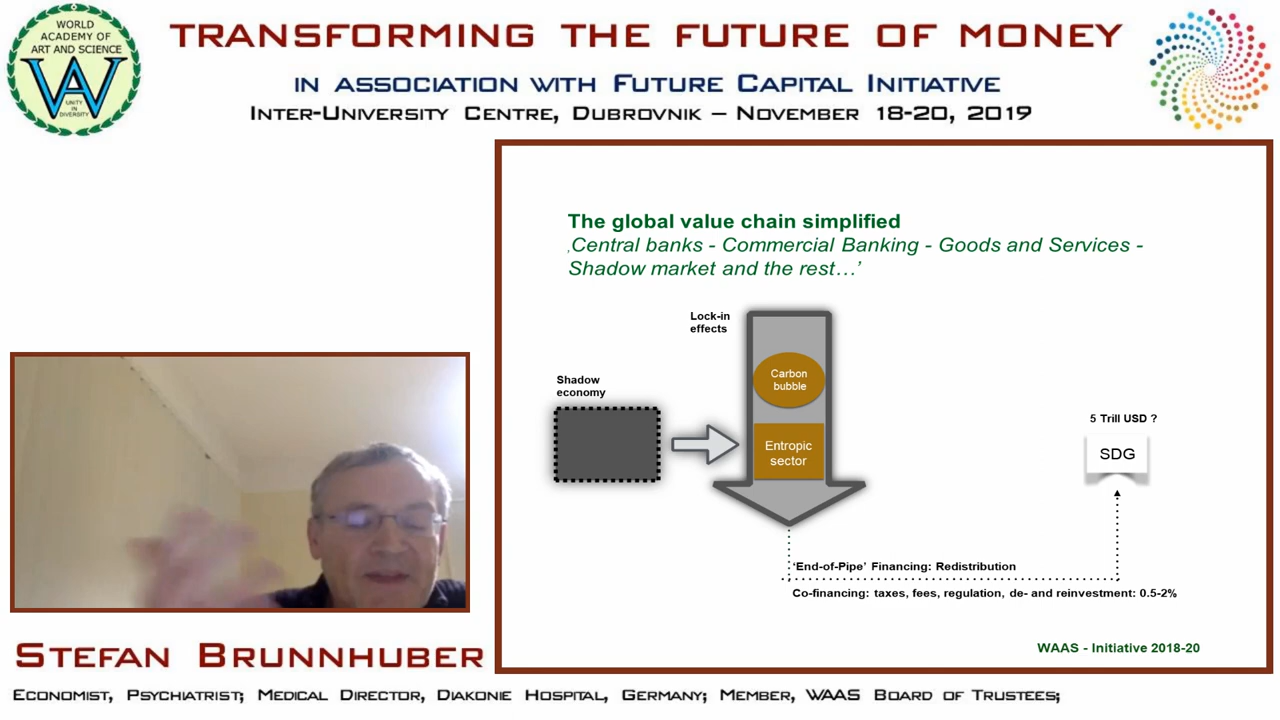 WORLD
ACADEMY OF
ART AND SCIENCE
WA
UNITY
IN
DIVERSITY
TRANSFORMING THE FUTURE OF MONEY
IN ASSOCIATION WITH FUTURE CAPITAL INITIATIVE
INTER-UNIVERSITY CENTRE, DUBROVNIK – NOVEMBER 18-20, 2019
The global value chain simplified
‚Central banks - Commercial Banking - Goods and Services -
Shadow market and the rest…’
Lock-in
effects
Carbon
bubble
Shadow
economy
Entropic
sector
5 Trill USD ?
SDG
‘End-of-Pipe’ Financing: Redistribution
Co-financing: taxes, fees, regulation, de- and reinvestment: 0.5-2%
WAAS - Initiative 2018-20
STEFAN BRUNNHUBER
ECONOMIST, PSYCHIATRIST; MEDICAL DIRECTOR, DIAKONIE HOSPITAL, GERMANY; MEMBER, WAAS BOARD OF TRUSTEES;